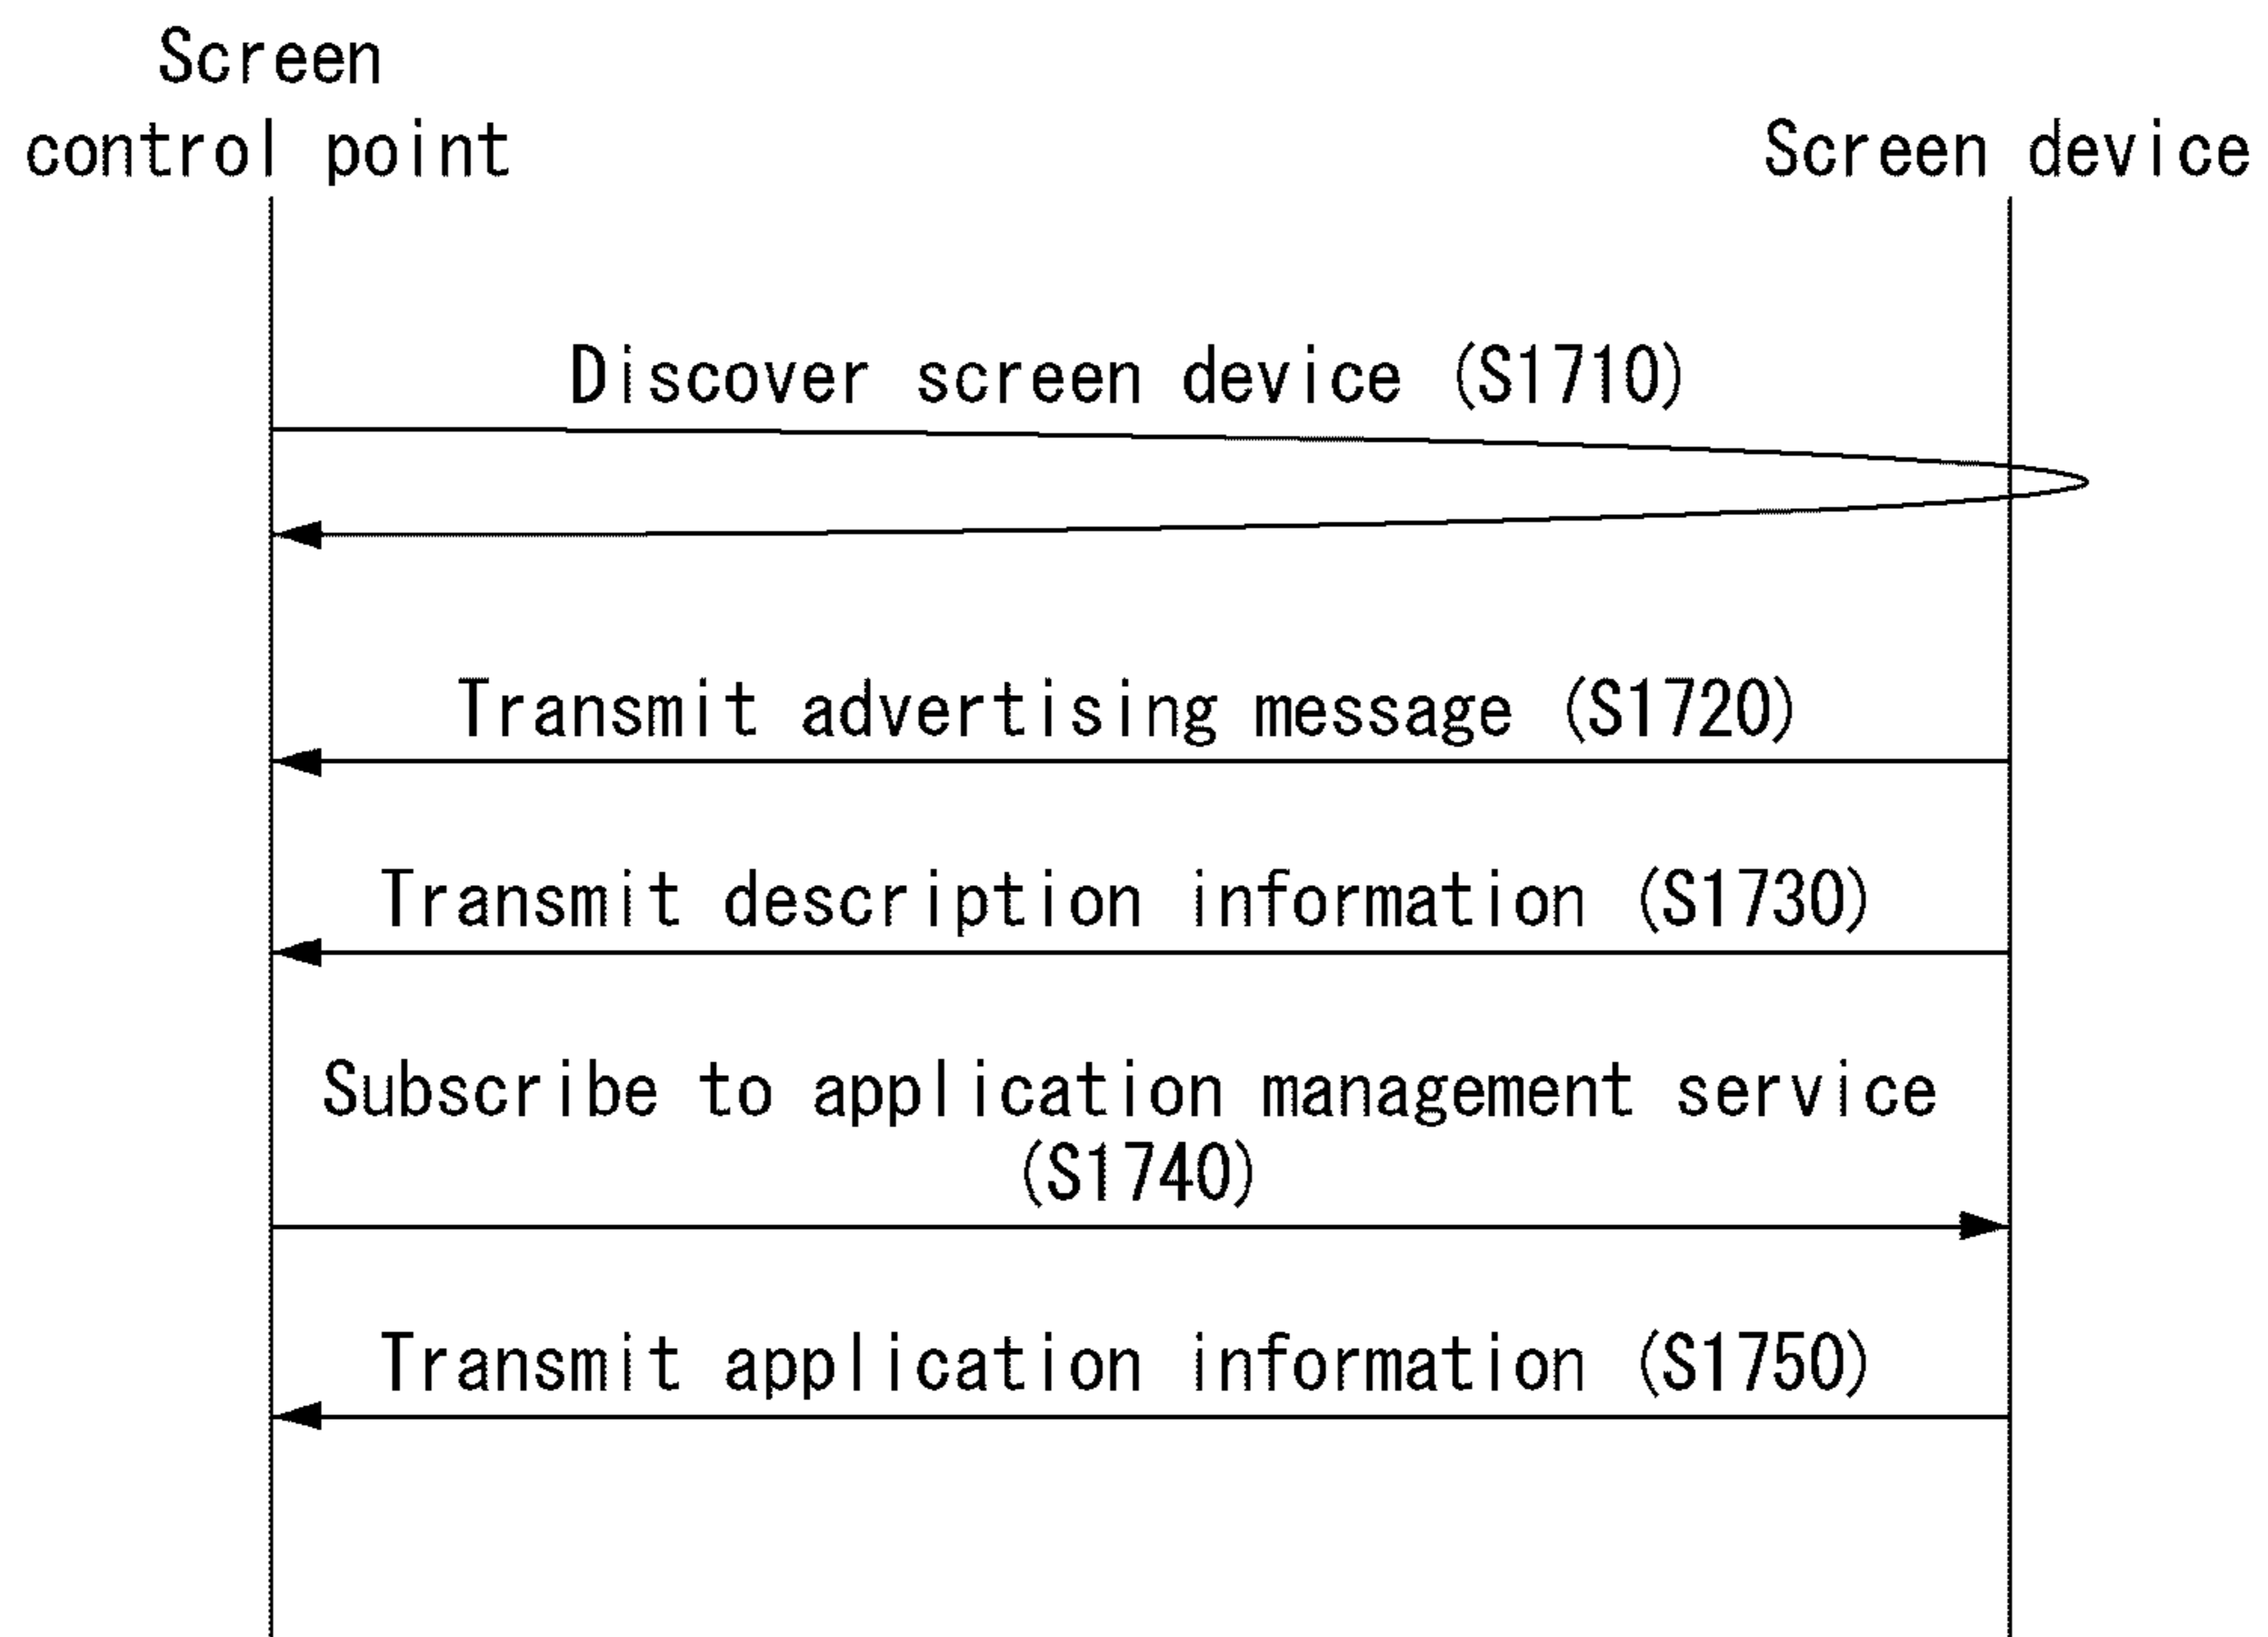 Screen
control point
Screen device
Discover screen device (S1710)
Transmit advertising message (S1720)
Transmit description information (S1730)
Subscribe to application management service
(S1740)
Transmit application information (S1750)